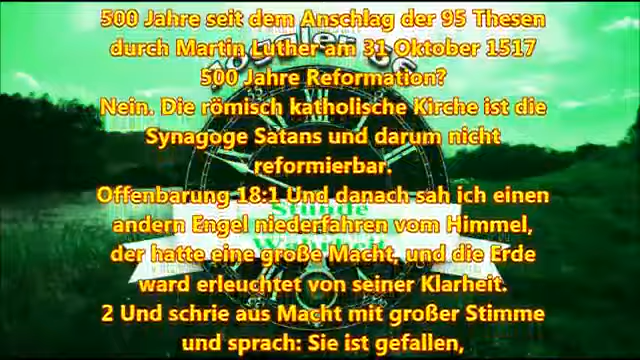 500 Jahre seit dem Anschlag der 95 Thesen
durch Martin Luther am 31 Oktober 1517
500 Jahre Reformation?
Nein. Die römisch katholische Kirche ist die
Synagoge Satans und darum nicht
reformierbar.
Offenbarung 18:1 Und danach sah ich einen
andern Engel niederfahren vom Himmel,
der hatte eine große Macht, und die Erde
ward erleuchtet von seiner Klarheit.
2 Und schrie aus Macht mit großer Stimme
und sprach: Sie ist gefallen,
Stunde